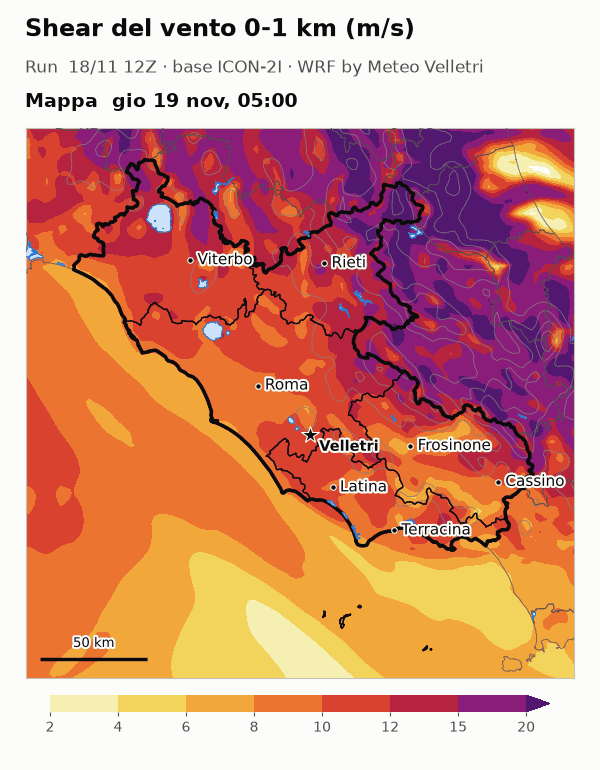 Shear del vento 0-1 km (m/s)
Run  18/11 12Z · base ICON-2I · WRF by Meteo Velletri
Mappa  gio 19 nov, 05:00
Viterbo
Rieti
Roma
Velletri
Frosinone
Latina
Cassino
Terracina
50 km
2 4 6 8 10 12 15 20